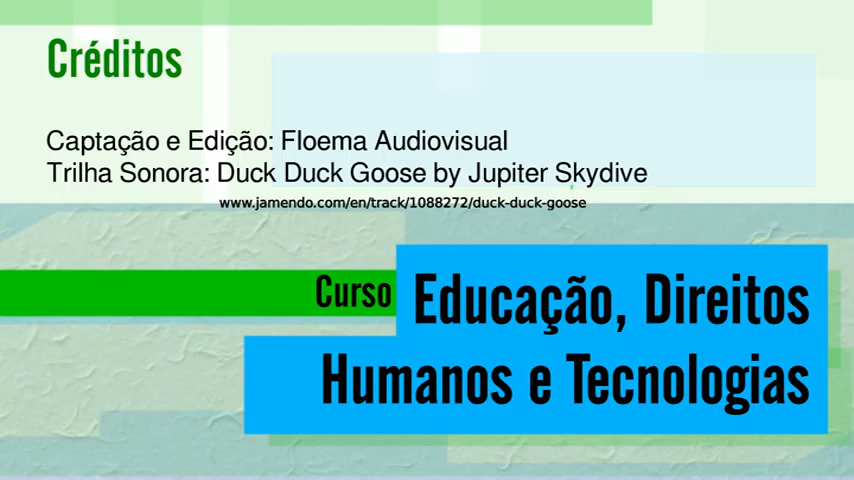 Créditos
Captação e Edição: Floema Audiovisual
Trilha Sonora: Duck Duck Goose by Jupiter Skydive
www.jamendo.com/en/track/1088272/duck-duck-goose
Curso Educação, Direitos
Humanos e Tecnologias